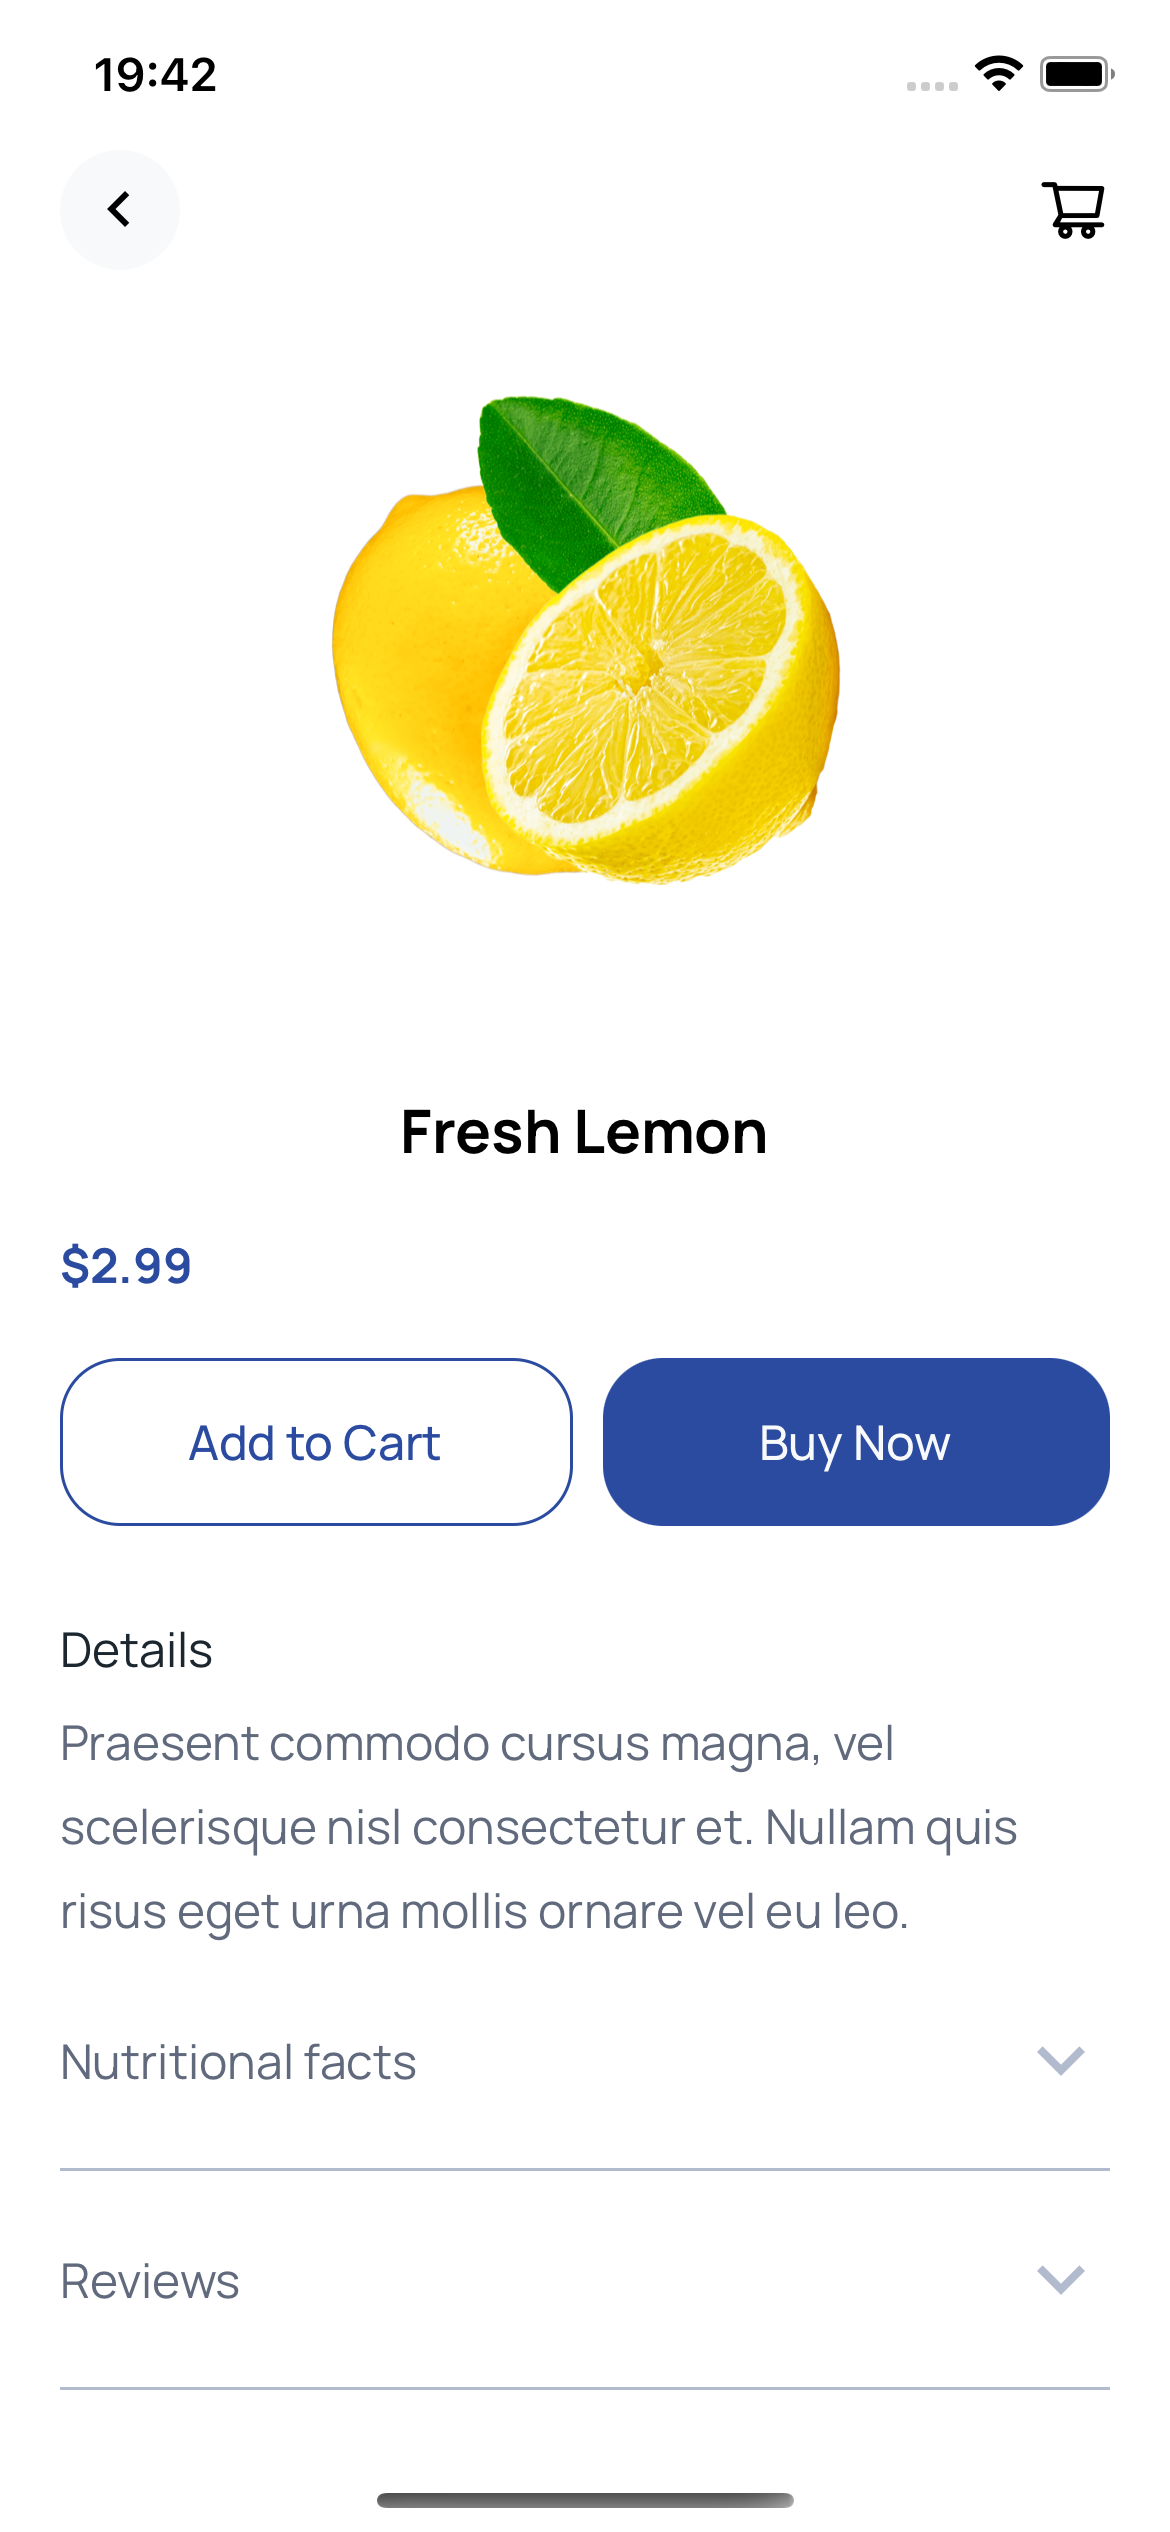 19:42
Fresh Lemon
$2.99
Add to Cart
Buy Now
Details
Praesent commodo cursus magna, vel
scelerisque nisl consectetur et. Nullam quis
risus eget urna mollis ornare vel eu leo.
Nutritional facts
Reviews